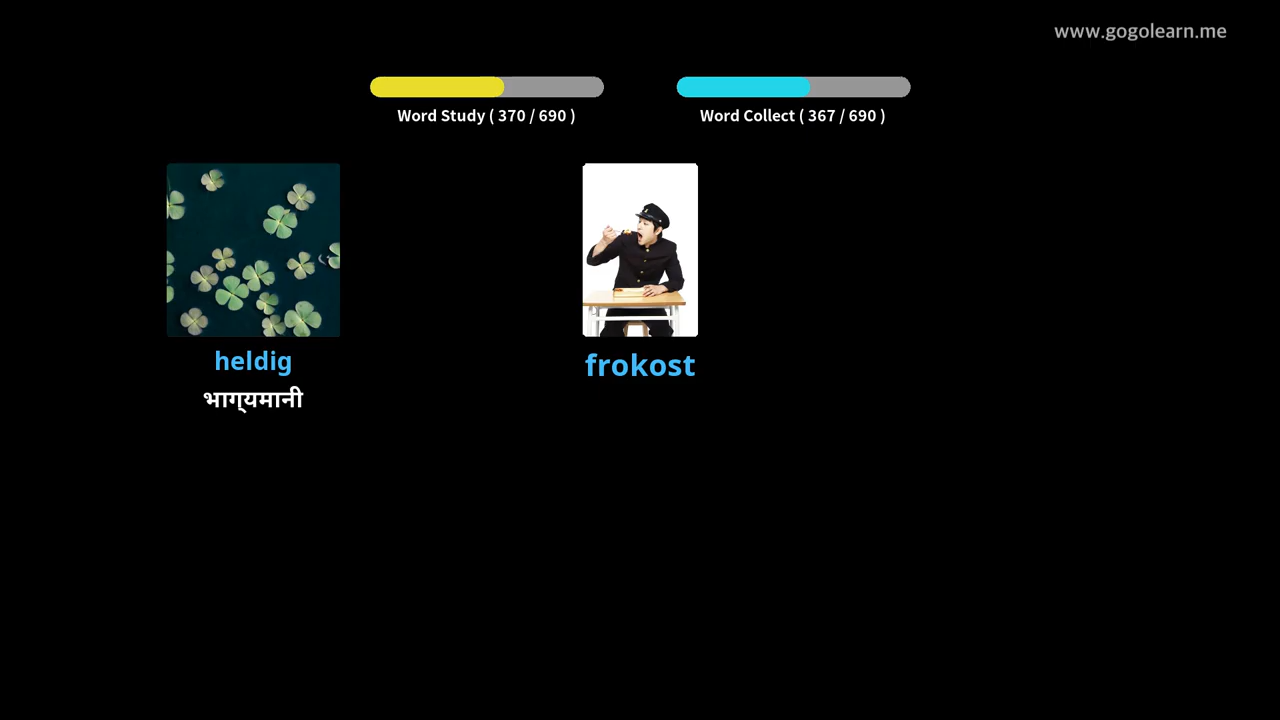 www.gogolearn.me
Word Study ( 370 / 690 )
Word Collect ( 367 / 690 )
heldig
भाग्यमानी
frokost